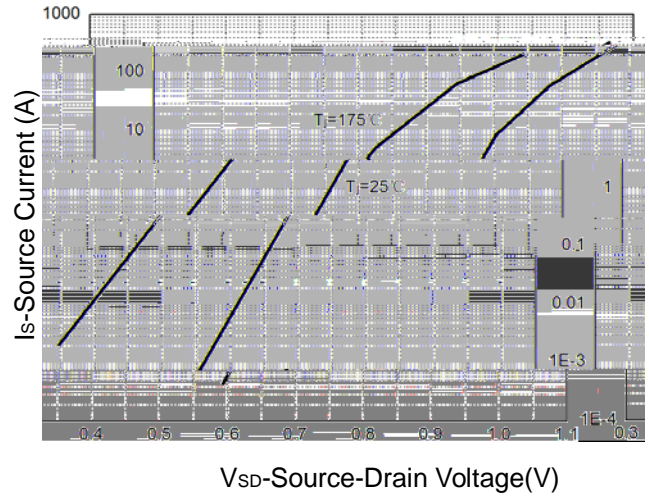 1000
100
10
1
0.1
0.01
1E-3
1E-4
Is-Source Current (A)
Tj=175℃
Tj=25℃
0.4 0.5 0.6 0.7 0.8 0.9 1.0 1.1 0.3
VSD-Source-Drain Voltage(V)